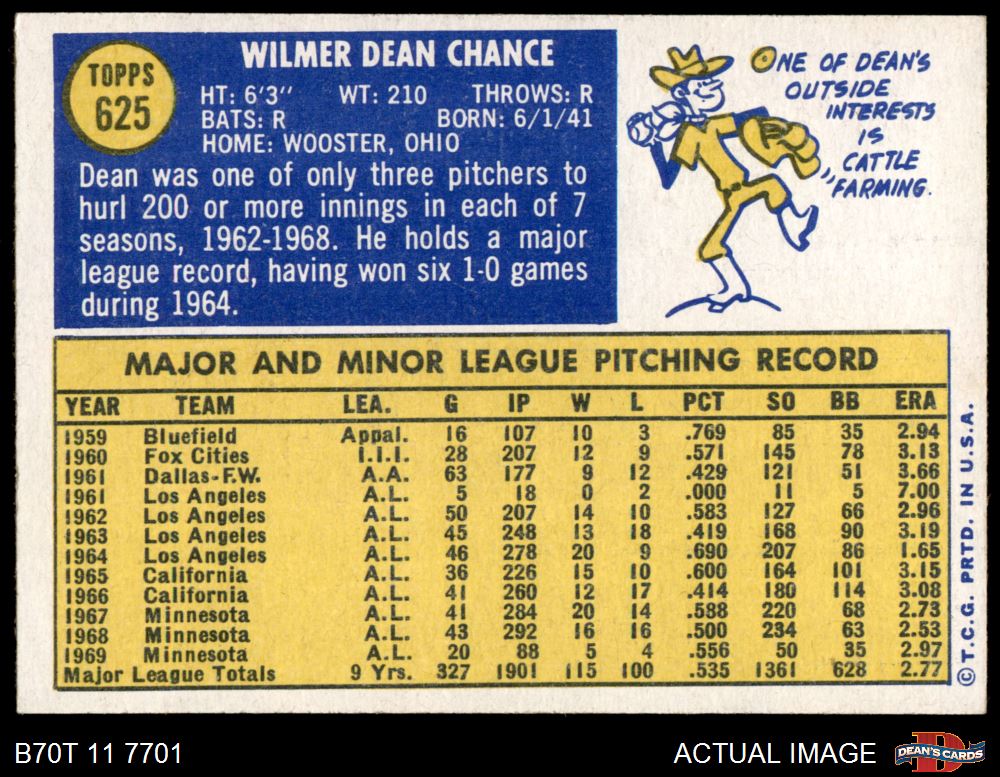 TOPPS
625
WILMER DEAN CHANCE
HT: 6'3" WT: 210 THROWS: R
BATS: R BORN: 6/1/41
HOME: WOOSTER, OHIO
Dean was one of only three pitchers to
hurl 200 or more innings in each of 7
seasons, 1962-1968. He holds a major
league record, having won six 1-0 games
during 1964.
ONE OF DEAN'S
OUTSIDE
INTERESTS
IS
CATTLE
FARMING.
MAJOR AND MINOR LEAGUE PITCHING RECORD
YEAR TEAM LEA. G IP W L PCT SO BB ERA
1959 Bluefield Appal. 16 107 10 3 .769 85 35 2.94
1960 Fox Cities I.I.I. 28 207 12 9 .571 145 78 3.13
1961 Dallas-F.W. A.A. 63 177 9 12 .429 121 51 3.66
1961 Los Angeles A.L. 5 18 0 2 .000 11 5 7.00
1962 Los Angeles A.L. 50 207 14 10 .583 127 66 2.96
1963 Los Angeles A.L. 45 248 13 18 .419 168 90 3.19
1964 Los Angeles A.L. 46 278 20 9 .690 207 86 1.65
1965 California A.L. 36 226 15 10 .600 164 101 3.15
1966 California A.L. 41 260 12 17 .414 180 114 3.08
1967 Minnesota A.L. 41 284 20 14 .588 220 68 2.73
1968 Minnesota A.L. 43 292 16 16 .500 234 63 2.53
1969 Minnesota A.L. 20 88 5 4 .556 50 35 2.97
Major League Totals 9 Yrs. 327 1901 115 100 .535 1361 628 2.77
© T.C.G. PRTD. IN U.S.A.
B70T 11 7701
ACTUAL IMAGE
DEAN'S CARDS